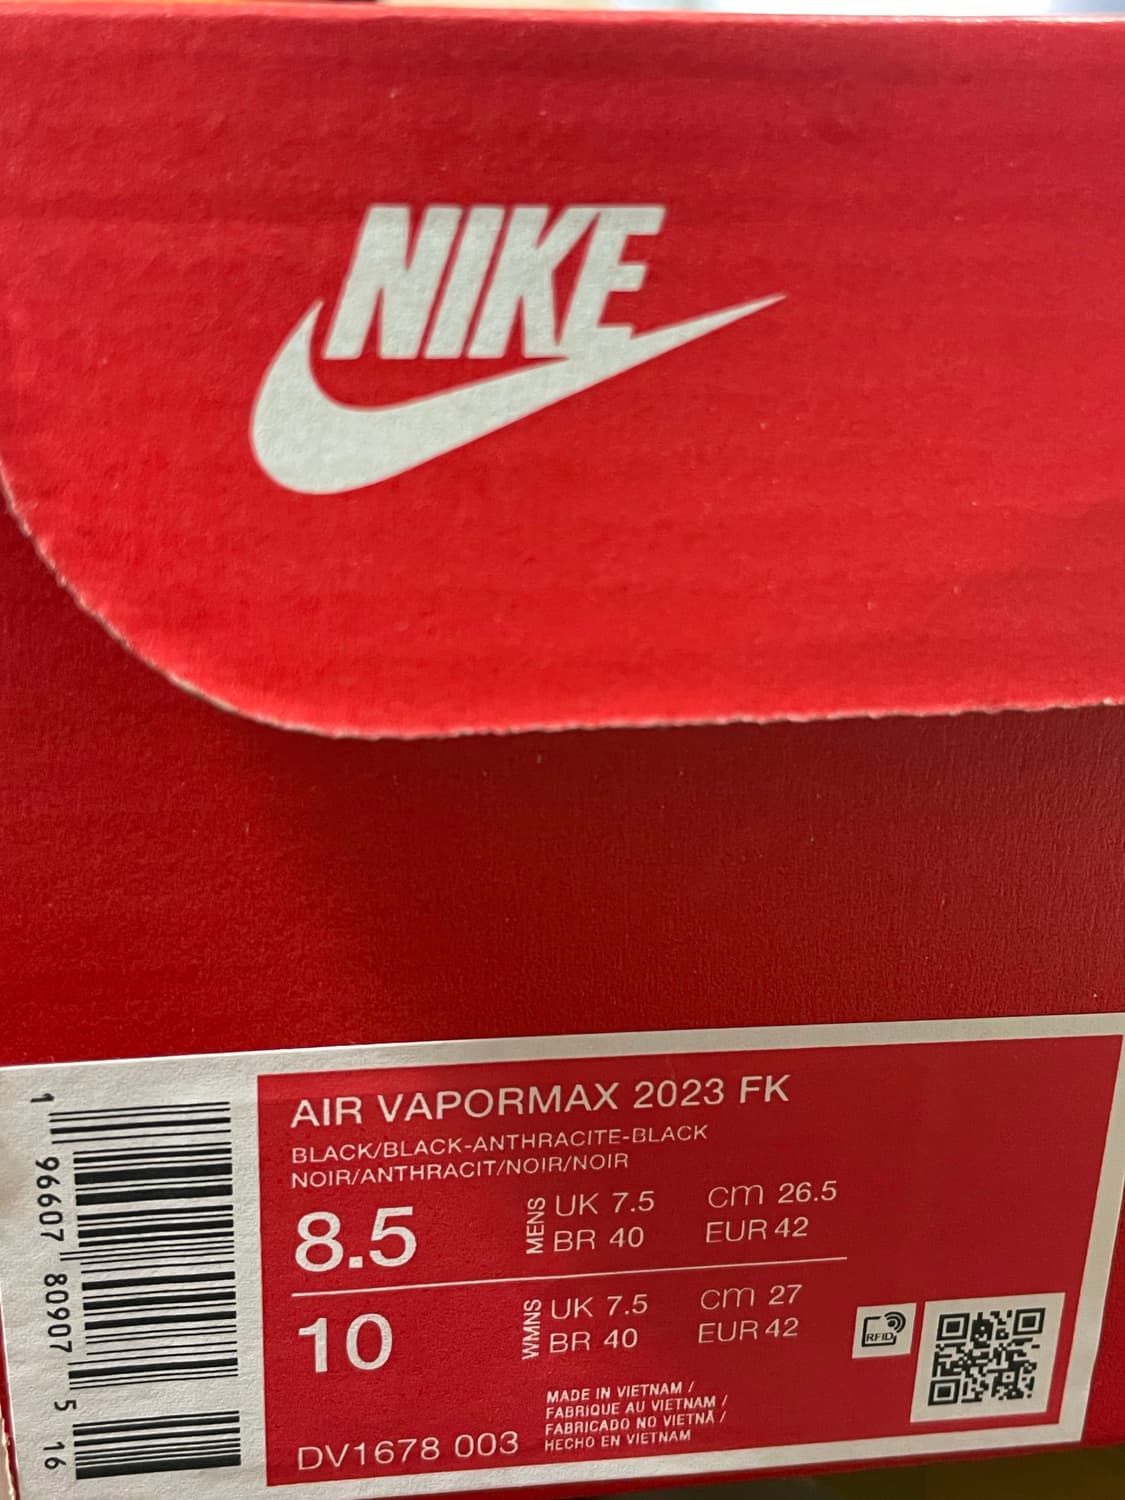 NIKE
AIR VAPORMAX 2023 FK
BLACK/BLACK-ANTHRACITE-BLACK
NOIR/ANTHRACIT/NOIR/NOIR
8.5 MENS UK 7.5 cm 26.5
BR 40 EUR 42
10 WMNS UK 7.5 cm 27
BR 40 EUR 42
RFID
MADE IN VIETNAM /
FABRIQUE AU VIETNAM /
FABRICADO NO VIETNÃ /
HECHO EN VIETNAM
DV1678 003
1 96607 80907 5 16